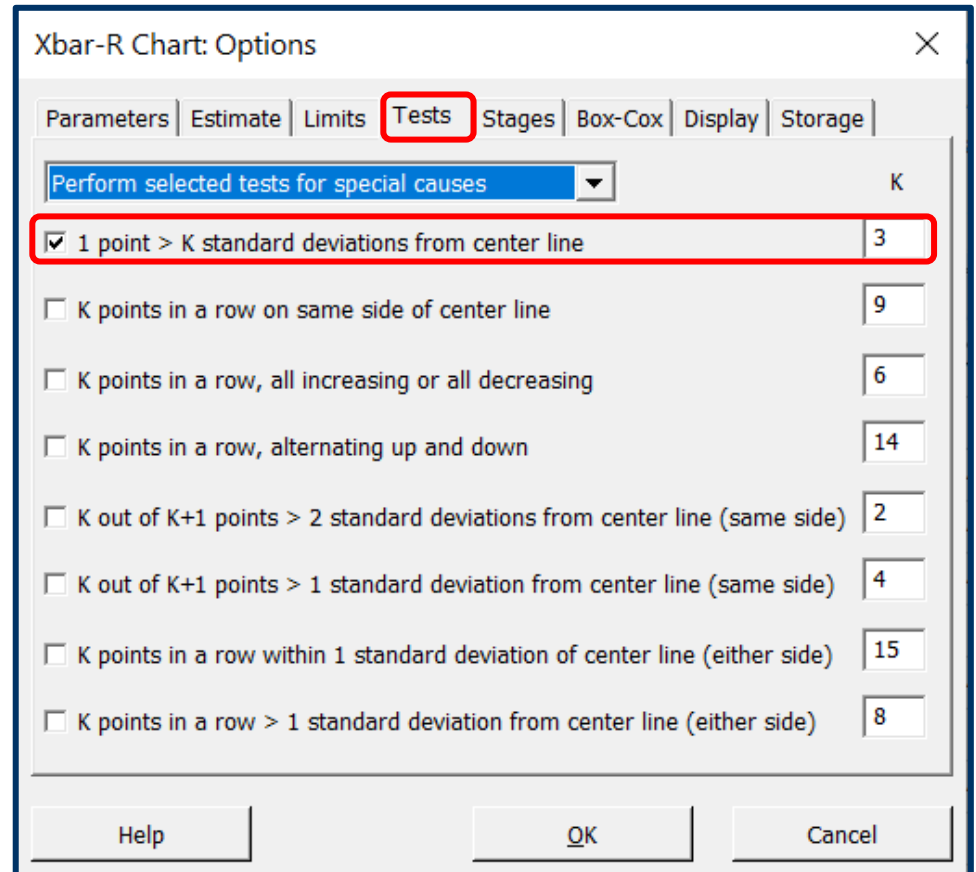 Xbar-R Chart: Options
Parameters Estimate Limits Tests Stages Box-Cox Display Storage
Perform selected tests for special causes K
1 point > K standard deviations from center line 3
K points in a row on same side of center line 9
K points in a row, all increasing or all decreasing 6
K points in a row, alternating up and down 14
K out of K+1 points > 2 standard deviations from center line (same side) 2
K out of K+1 points > 1 standard deviation from center line (same side) 4
K points in a row within 1 standard deviation of center line (either side) 15
K points in a row > 1 standard deviation from center line (either side) 8
Help OK Cancel